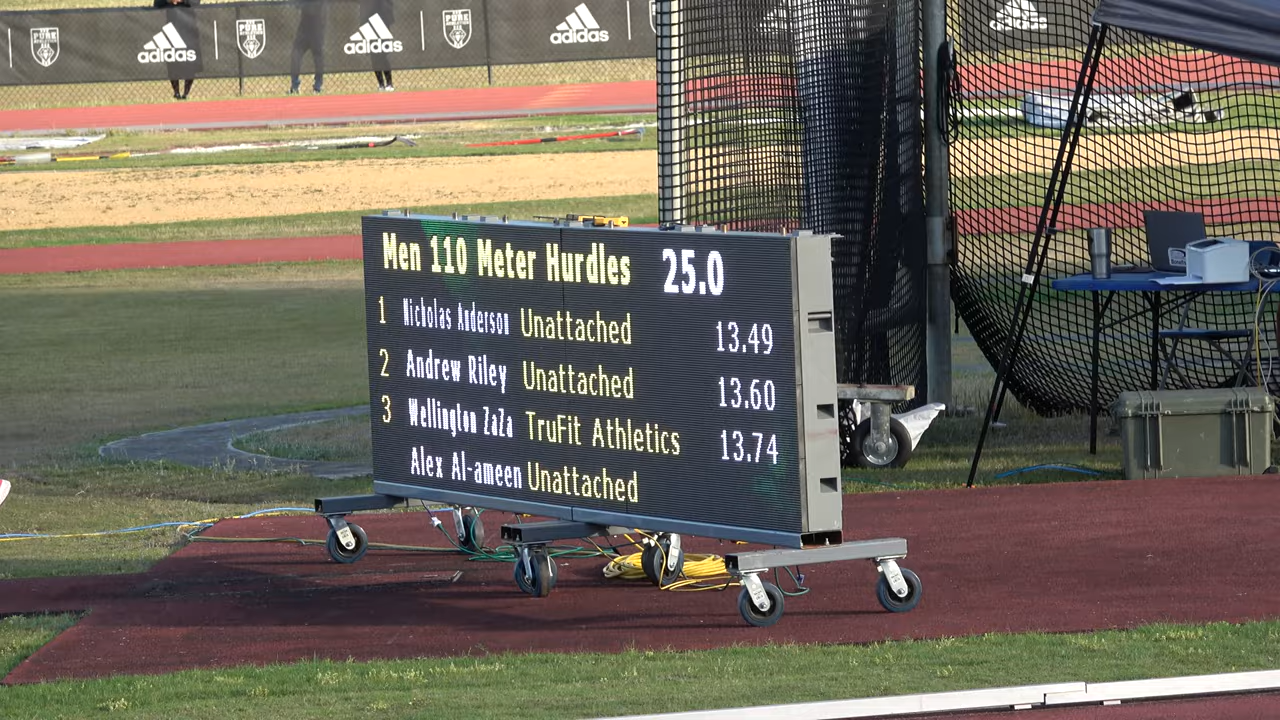 adidas adidas adidas
Men 110 Meter Hurdles 25.0
1 Nicholas Anderson Unattached 13.49
2 Andrew Riley Unattached 13.60
3 Wellington ZaZa TruFit Athletics 13.74
Alex Al-ameen Unattached